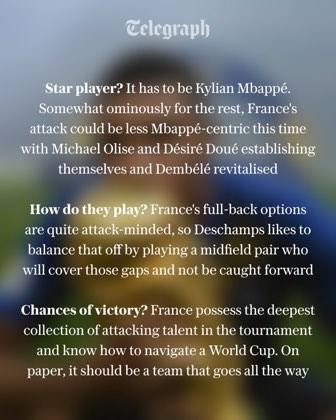 Telegraph
Star player? It has to be Kylian Mbappé.
Somewhat ominously for the rest, France's
attack could be less Mbappé-centric this time
with Michael Olise and Désiré Doué establishing
themselves and Dembélé revitalised
How do they play? France's full-back options
are quite attack-minded, so Deschamps likes to
balance that off by playing a midfield pair who
will cover those gaps and not be caught forward
Chances of victory? France possess the deepest
collection of attacking talent in the tournament
and know how to navigate a World Cup. On
paper, it should be a team that goes all the way